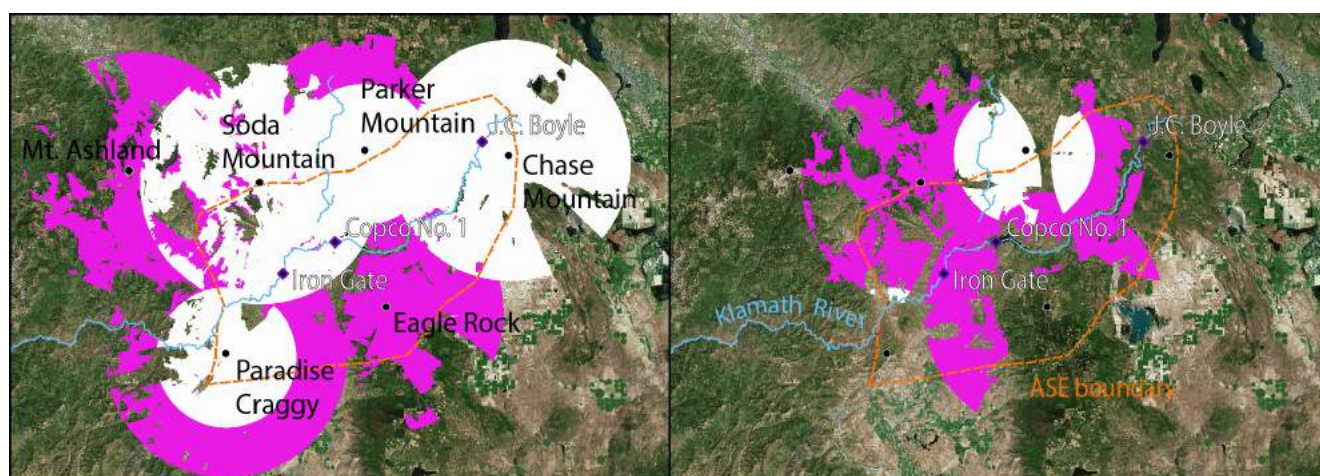 Parker
Mountain
Soda
Mountain
J.C. Boyle
Mt. Ashland
Chase
Mountain
Copco No. 1
Iron Gate
Eagle Rock
Paradise
Craggy
J.C. Boyle
Copco No. 1
Iron Gate
Klamath River
ASE boundary